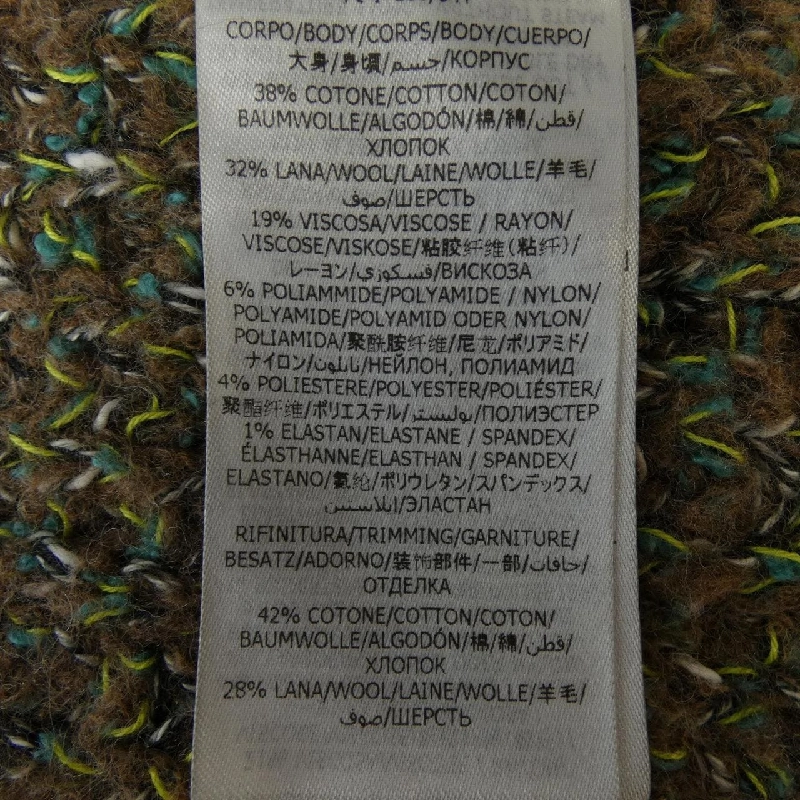 CORPO/BODY/CORPS/BODY/CUERPO/
大身/身頃/جسم/КОРПУС
38% COTONE/COTTON/COTON/
BAUMWOLLE/ALGODÓN/棉/綿/قطن/
ХЛОПОК
32% LANA/WOOL/LAINE/WOLLE/羊毛/
صوف/ШЕРСТЬ
19% VISCOSA/VISCOSE / RAYON/
VISCOSE/VISKOSE/粘胶纤维(粘纤)/
レーヨン/فسكوزي/ВИСКОЗА
6% POLIAMMIDE/POLYAMIDE / NYLON/
POLYAMIDE/POLYAMID ODER NYLON/
POLIAMIDA/聚酰胺纤维/尼龙/ポリアミド/
ナイロン/نايلون/НЕЙЛОН, ПОЛИАМИД
4% POLIESTERE/POLYESTER/POLIÉSTER/
聚酯纤维/ポリエステル/بوليستر/ПОЛИЭСТЕР
1% ELASTAN/ELASTANE / SPANDEX/
ÉLASTHANNE/ELASTHAN / SPANDEX/
ELASTANO/氨纶/ポリウレタン/スパンデックス/
ايلاستين/ЭЛАСТАН
RIFINITURA/TRIMMING/GARNITURE/
BESATZ/ADORNO/装饰部件/一部/حافات/
ОТДЕЛКА
42% COTONE/COTTON/COTON/
BAUMWOLLE/ALGODÓN/棉/綿/قطن/
ХЛОПОК
28% LANA/WOOL/LAINE/WOLLE/羊毛/
صوف/ШЕРСТЬ